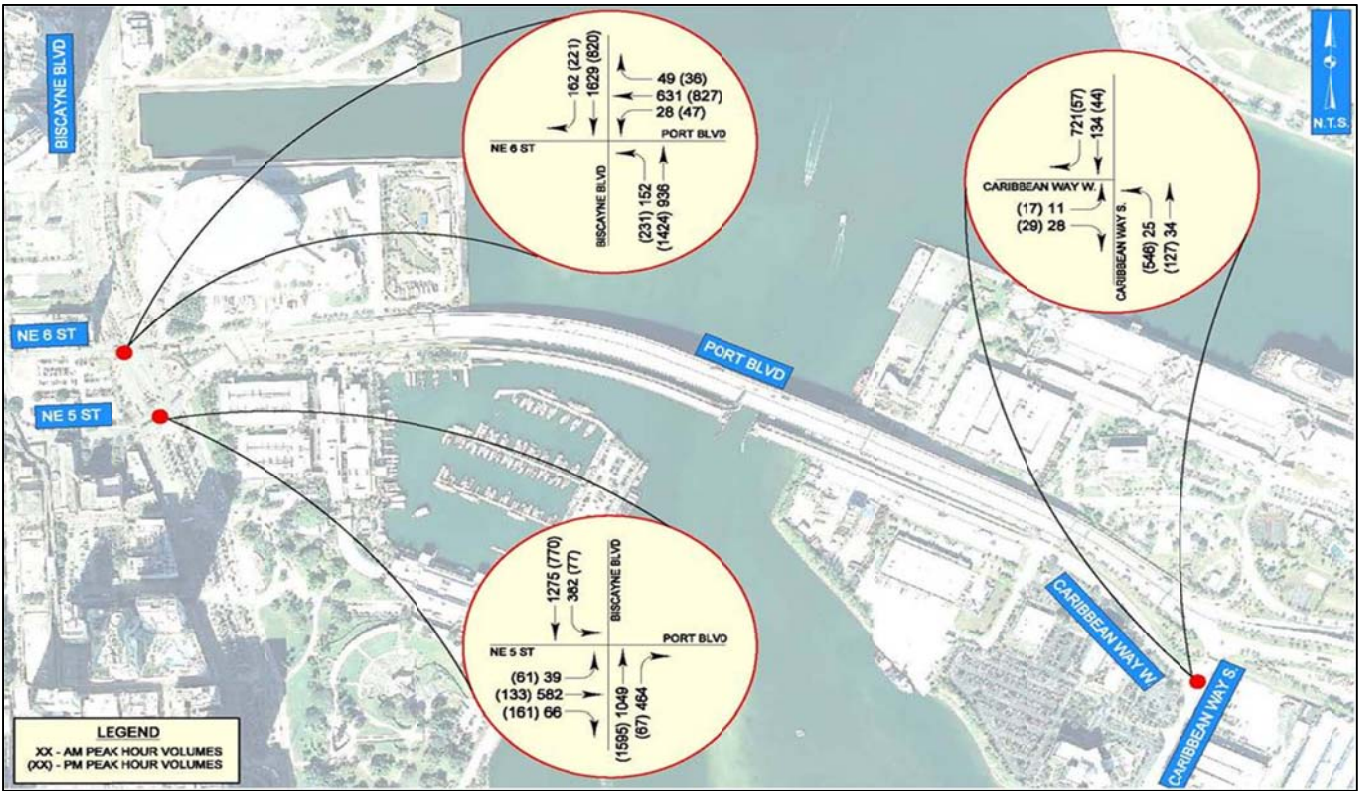 BISCAYNE BLVD
162 (221)
1629 (820)
49 (36)
631 (827)
28 (47)
NE 6 ST
PORT BLVD
BISCAYNE BLVD
(231) 152
(1424) 936
721(57)
134 (44)
CARIBBEAN WAY W.
(17) 11
(29) 28
CARIBBEAN WAY S.
(546) 25
(127) 34
N.T.S.
NE 6 ST
NE 5 ST
PORT BLVD
1275 (770)
382 (77)
BISCAYNE BLVD
NE 5 ST
PORT BLVD
(61) 39
(133) 582
(161) 66
(1595) 1049
(67) 464
CARIBBEAN WAY W.
CARIBBEAN WAY S.
LEGEND
XX - AM PEAK HOUR VOLUMES
(XX) - PM PEAK HOUR VOLUMES